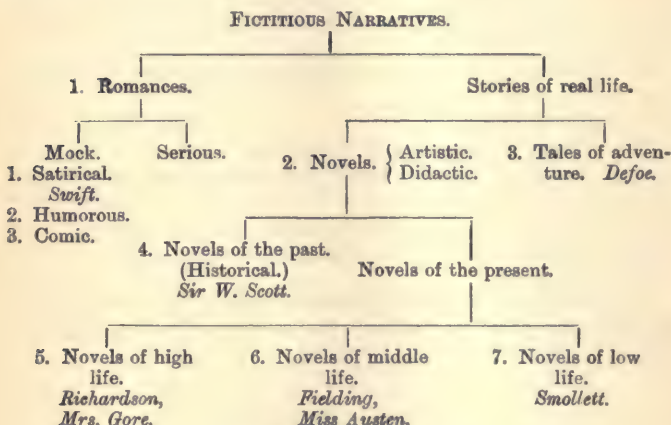 FICTITIOUS NARRATIVES.
1. Romances.
Stories of real life.
Mock.
1. Satirical.
Swift.
2. Humorous.
3. Comic.
Serious.
2. Novels. { Artistic.
Didactic.
3. Tales of adven-
ture. Defoe.
4. Novels of the past.
(Historical.)
Sir W. Scott.
Novels of the present.
5. Novels of high
life.
Richardson,
Mrs. Gore.
6. Novels of middle
life.
Fielding,
Miss Austen.
7. Novels of low
life.
Smollett.